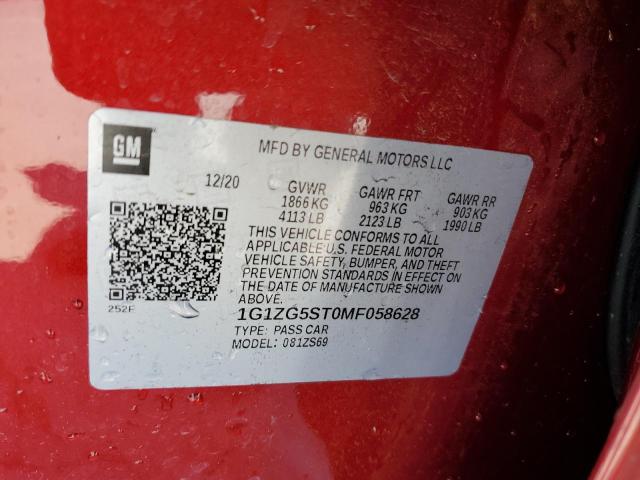 GM
MFD BY GENERAL MOTORS LLC
12/20 GVWR GAWR FRT GAWR RR
1866 KG 963 KG 903 KG
4113 LB 2123 LB 1990 LB
THIS VEHICLE CONFORMS TO ALL
APPLICABLE U.S. FEDERAL MOTOR
VEHICLE SAFETY, BUMPER, AND THEFT
PREVENTION STANDARDS IN EFFECT ON
THE DATE OF MANUFACTURE SHOWN
ABOVE.
252F
1G1ZG5ST0MF058628
TYPE: PASS CAR
MODEL: 081ZS69